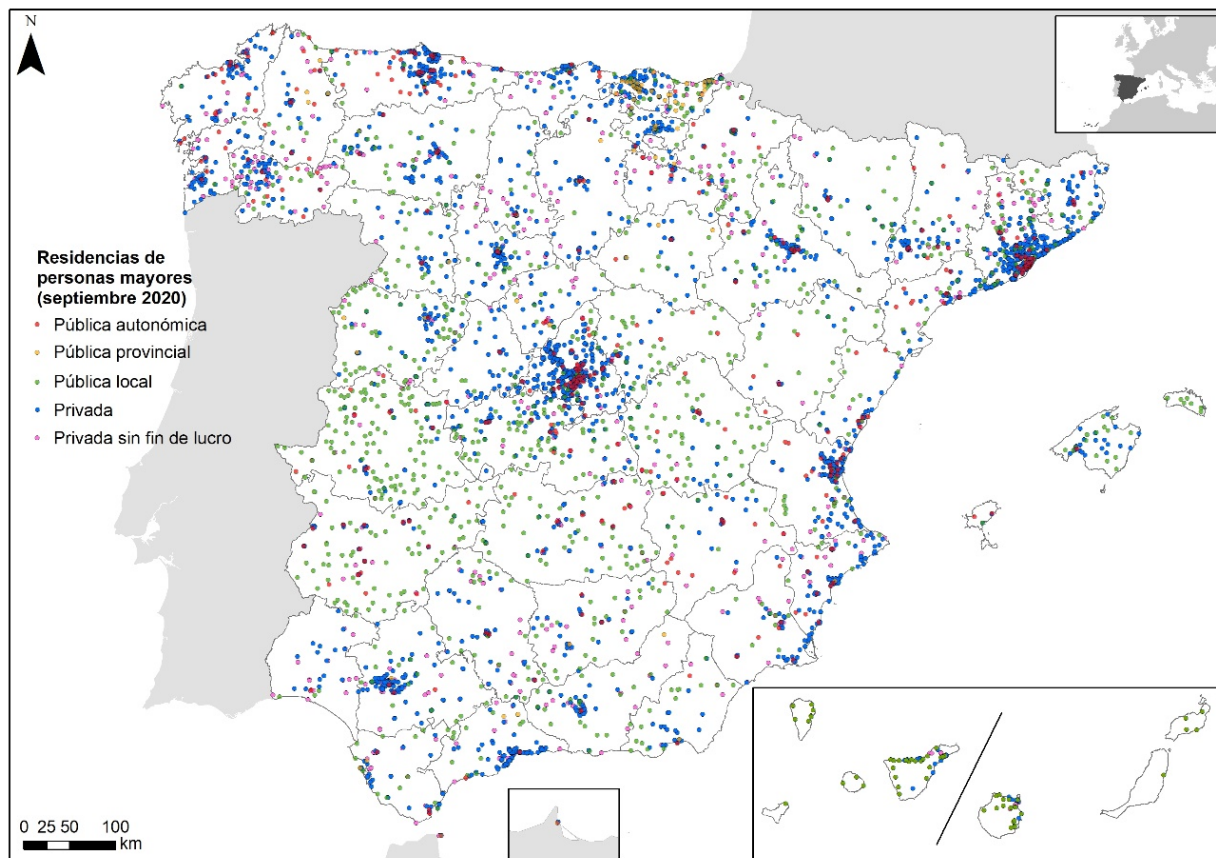 N
Residencias de
personas mayores
(septiembre 2020)
Pública autonómica
Pública provincial
Pública local
Privada
Privada sin fin de lucro
0 25 50 100
km